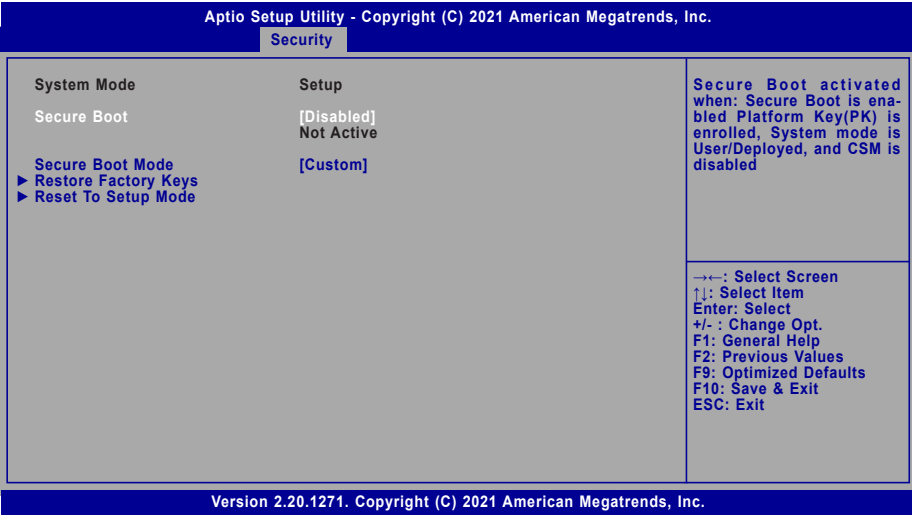 Aptio Setup Utility - Copyright (C) 2021 American Megatrends, Inc.
Security
System Mode Setup
Secure Boot [Disabled]
Not Active
Secure Boot Mode [Custom]
► Restore Factory Keys
► Reset To Setup Mode
Secure Boot activated
when: Secure Boot is ena-
bled Platform Key(PK) is
enrolled, System mode is
User/Deployed, and CSM is
disabled
→←: Select Screen
↑↓: Select Item
Enter: Select
+/- : Change Opt.
F1: General Help
F2: Previous Values
F9: Optimized Defaults
F10: Save & Exit
ESC: Exit
Version 2.20.1271. Copyright (C) 2021 American Megatrends, Inc.